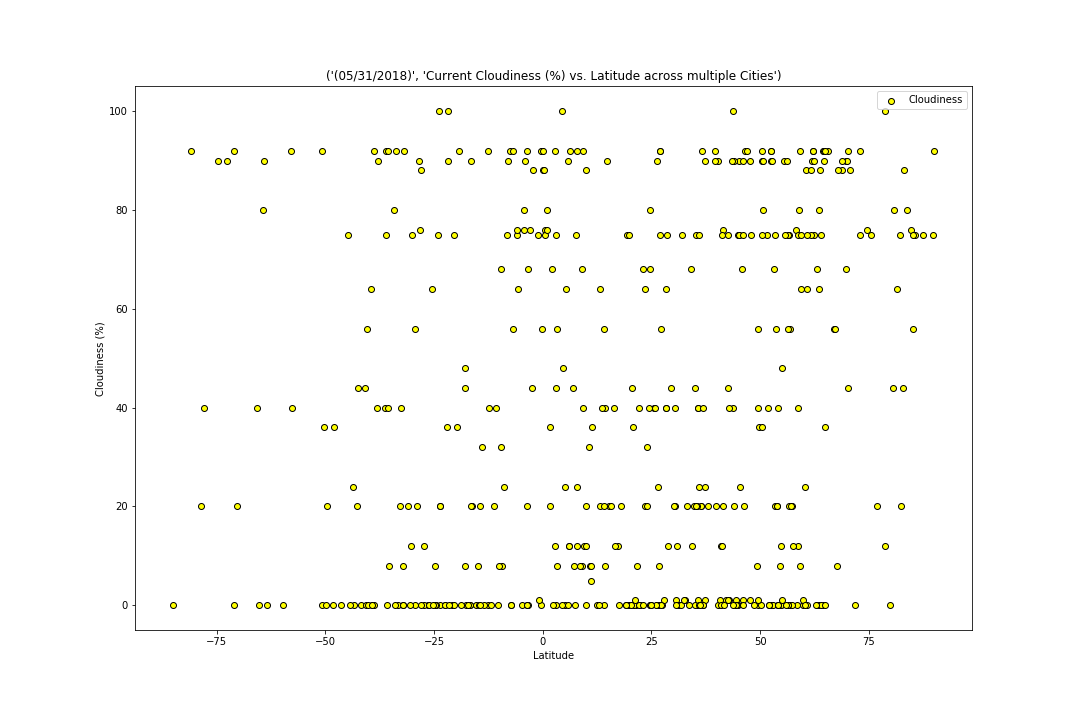 ('(05/31/2018)', 'Current Cloudiness (%) vs. Latitude across multiple Cities')
Cloudiness
100
80
60
40
20
0
Cloudiness (%)
−75 −50 −25 0 25 50 75
Latitude